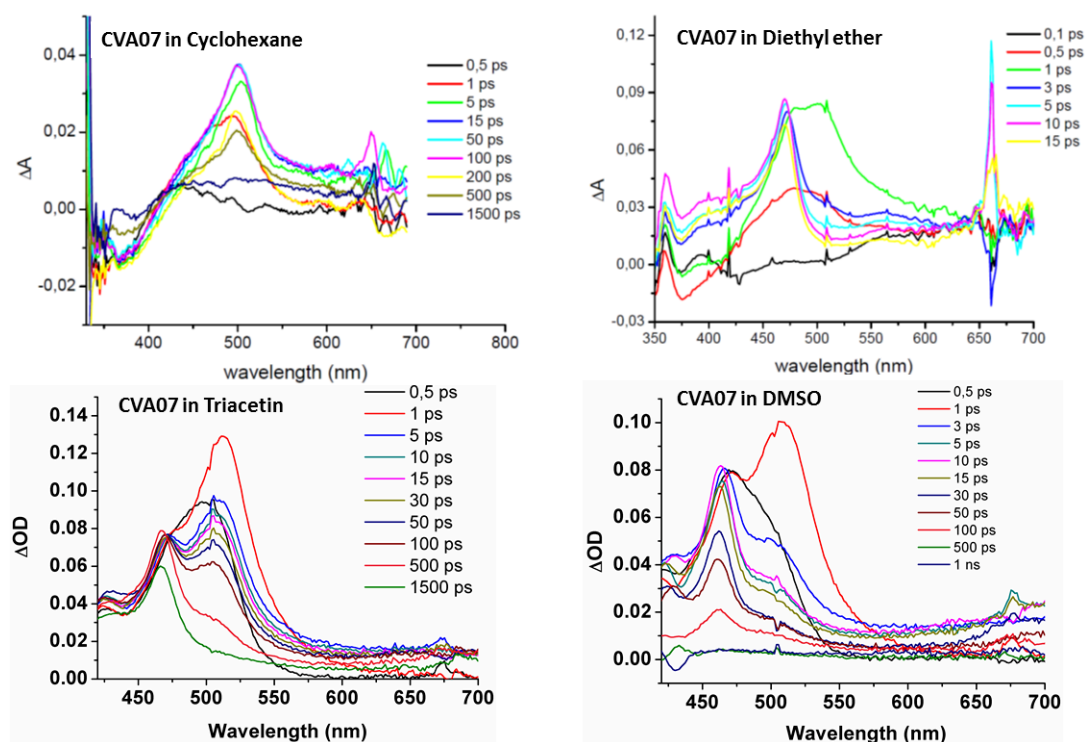 CVA07 in Cyclohexane
0,5 ps
1 ps
5 ps
15 ps
50 ps
100 ps
200 ps
500 ps
1500 ps
0,04
0,02
0,00
-0,02
ΔA
400 500 600 700 800
wavelength (nm)
CVA07 in Diethyl ether
0,1 ps
0,5 ps
1 ps
3 ps
5 ps
10 ps
15 ps
0.12
0.09
0.06
0.03
0.00
-0.03
ΔA
350 400 450 500 550 600 650 700
wavelength (nm)
CVA07 in Triacetin
0,5 ps
1 ps
5 ps
10 ps
15 ps
30 ps
50 ps
100 ps
500 ps
1500 ps
0.14
0.12
0.10
0.08
0.06
0.04
0.02
0.00
ΔOD
450 500 550 600 650 700
Wavelength (nm)
CVA07 in DMSO
0,5 ps
1 ps
3 ps
5 ps
10 ps
15 ps
30 ps
50 ps
100 ps
500 ps
1 ns
0.10
0.08
0.06
0.04
0.02
0.00
ΔOD
450 500 550 600 650 700
Wavelength (nm)